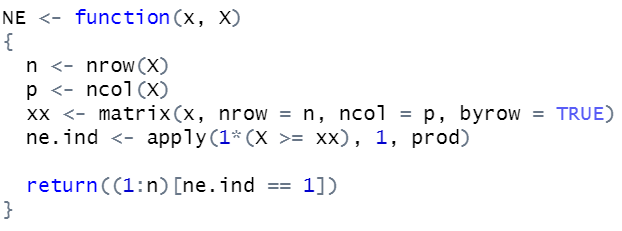 NE <- function(x, X)
{
  n <- nrow(X)
  p <- ncol(X)
  xx <- matrix(x, nrow = n, ncol = p, byrow = TRUE)
  ne.ind <- apply(1*(X >= xx), 1, prod)

  return((1:n)[ne.ind == 1])
}